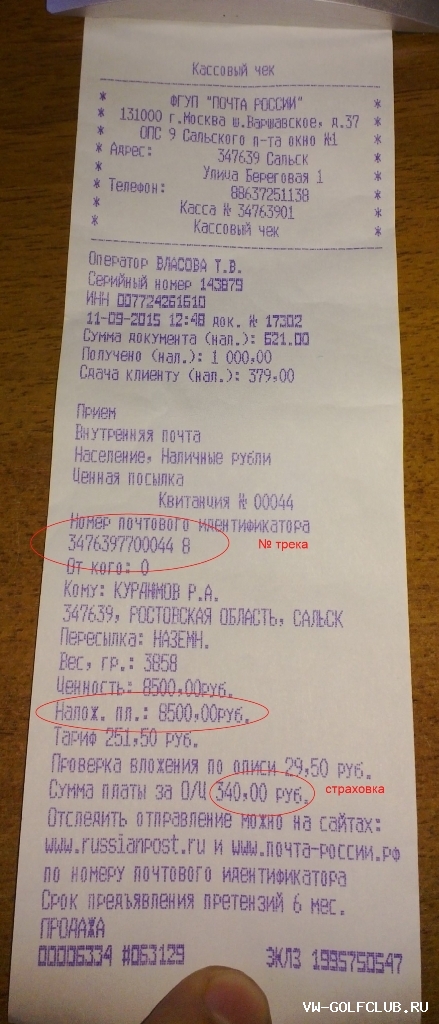 Кассовый чек
* ФГУП "ПОЧТА РОССИИ" *
* 131000 г.Москва ш.Варшавское, д.37 *
* ОПС 9 Сальского п-та окно №1 *
* Адрес: 347639 Сальск *
* Улица Береговая 1 *
* Телефон: 88637251138 *
* Касса № 34763901 *
* Кассовый чек *
Оператор ВЛАСОВА Т.В.
Серийный номер 143879
ИНН 007724261610
11-09-2015 12:48 док. № 17302
Сумма документа (нал.): 621.00
Получено (нал.): 1 000,00
Сдача клиенту (нал.): 379,00
Прием
Внутренняя почта
Население, Наличные рубли
Ценная посылка
Квитанция № 00044
Номер почтового идентификатора
3476397700044 8 № трека
От кого: 0
Кому: КУРАИМОВ Р.А.
347639, РОСТОВСКАЯ ОБЛАСТЬ, САЛЬСК
Пересылка: НАЗЕМН.
Вес, гр.: 3858
Ценность: 8500,00руб.
Налож. пл.: 8500,00руб.
Тариф 251,50 руб.
Проверка вложения по описи 29,50 руб.
Сумма платы за О/Ц 340,00 руб. страховка
Отследить отправление можно на сайтах:
www.russianpost.ru и www.почта-россии.рф
по номеру почтового идентификатора
Срок предъявления претензий 6 мес.
ПРОДАЖА
00006334 #063129 ЭКЛЗ 1995750547
VW-GOLFCLUB.RU